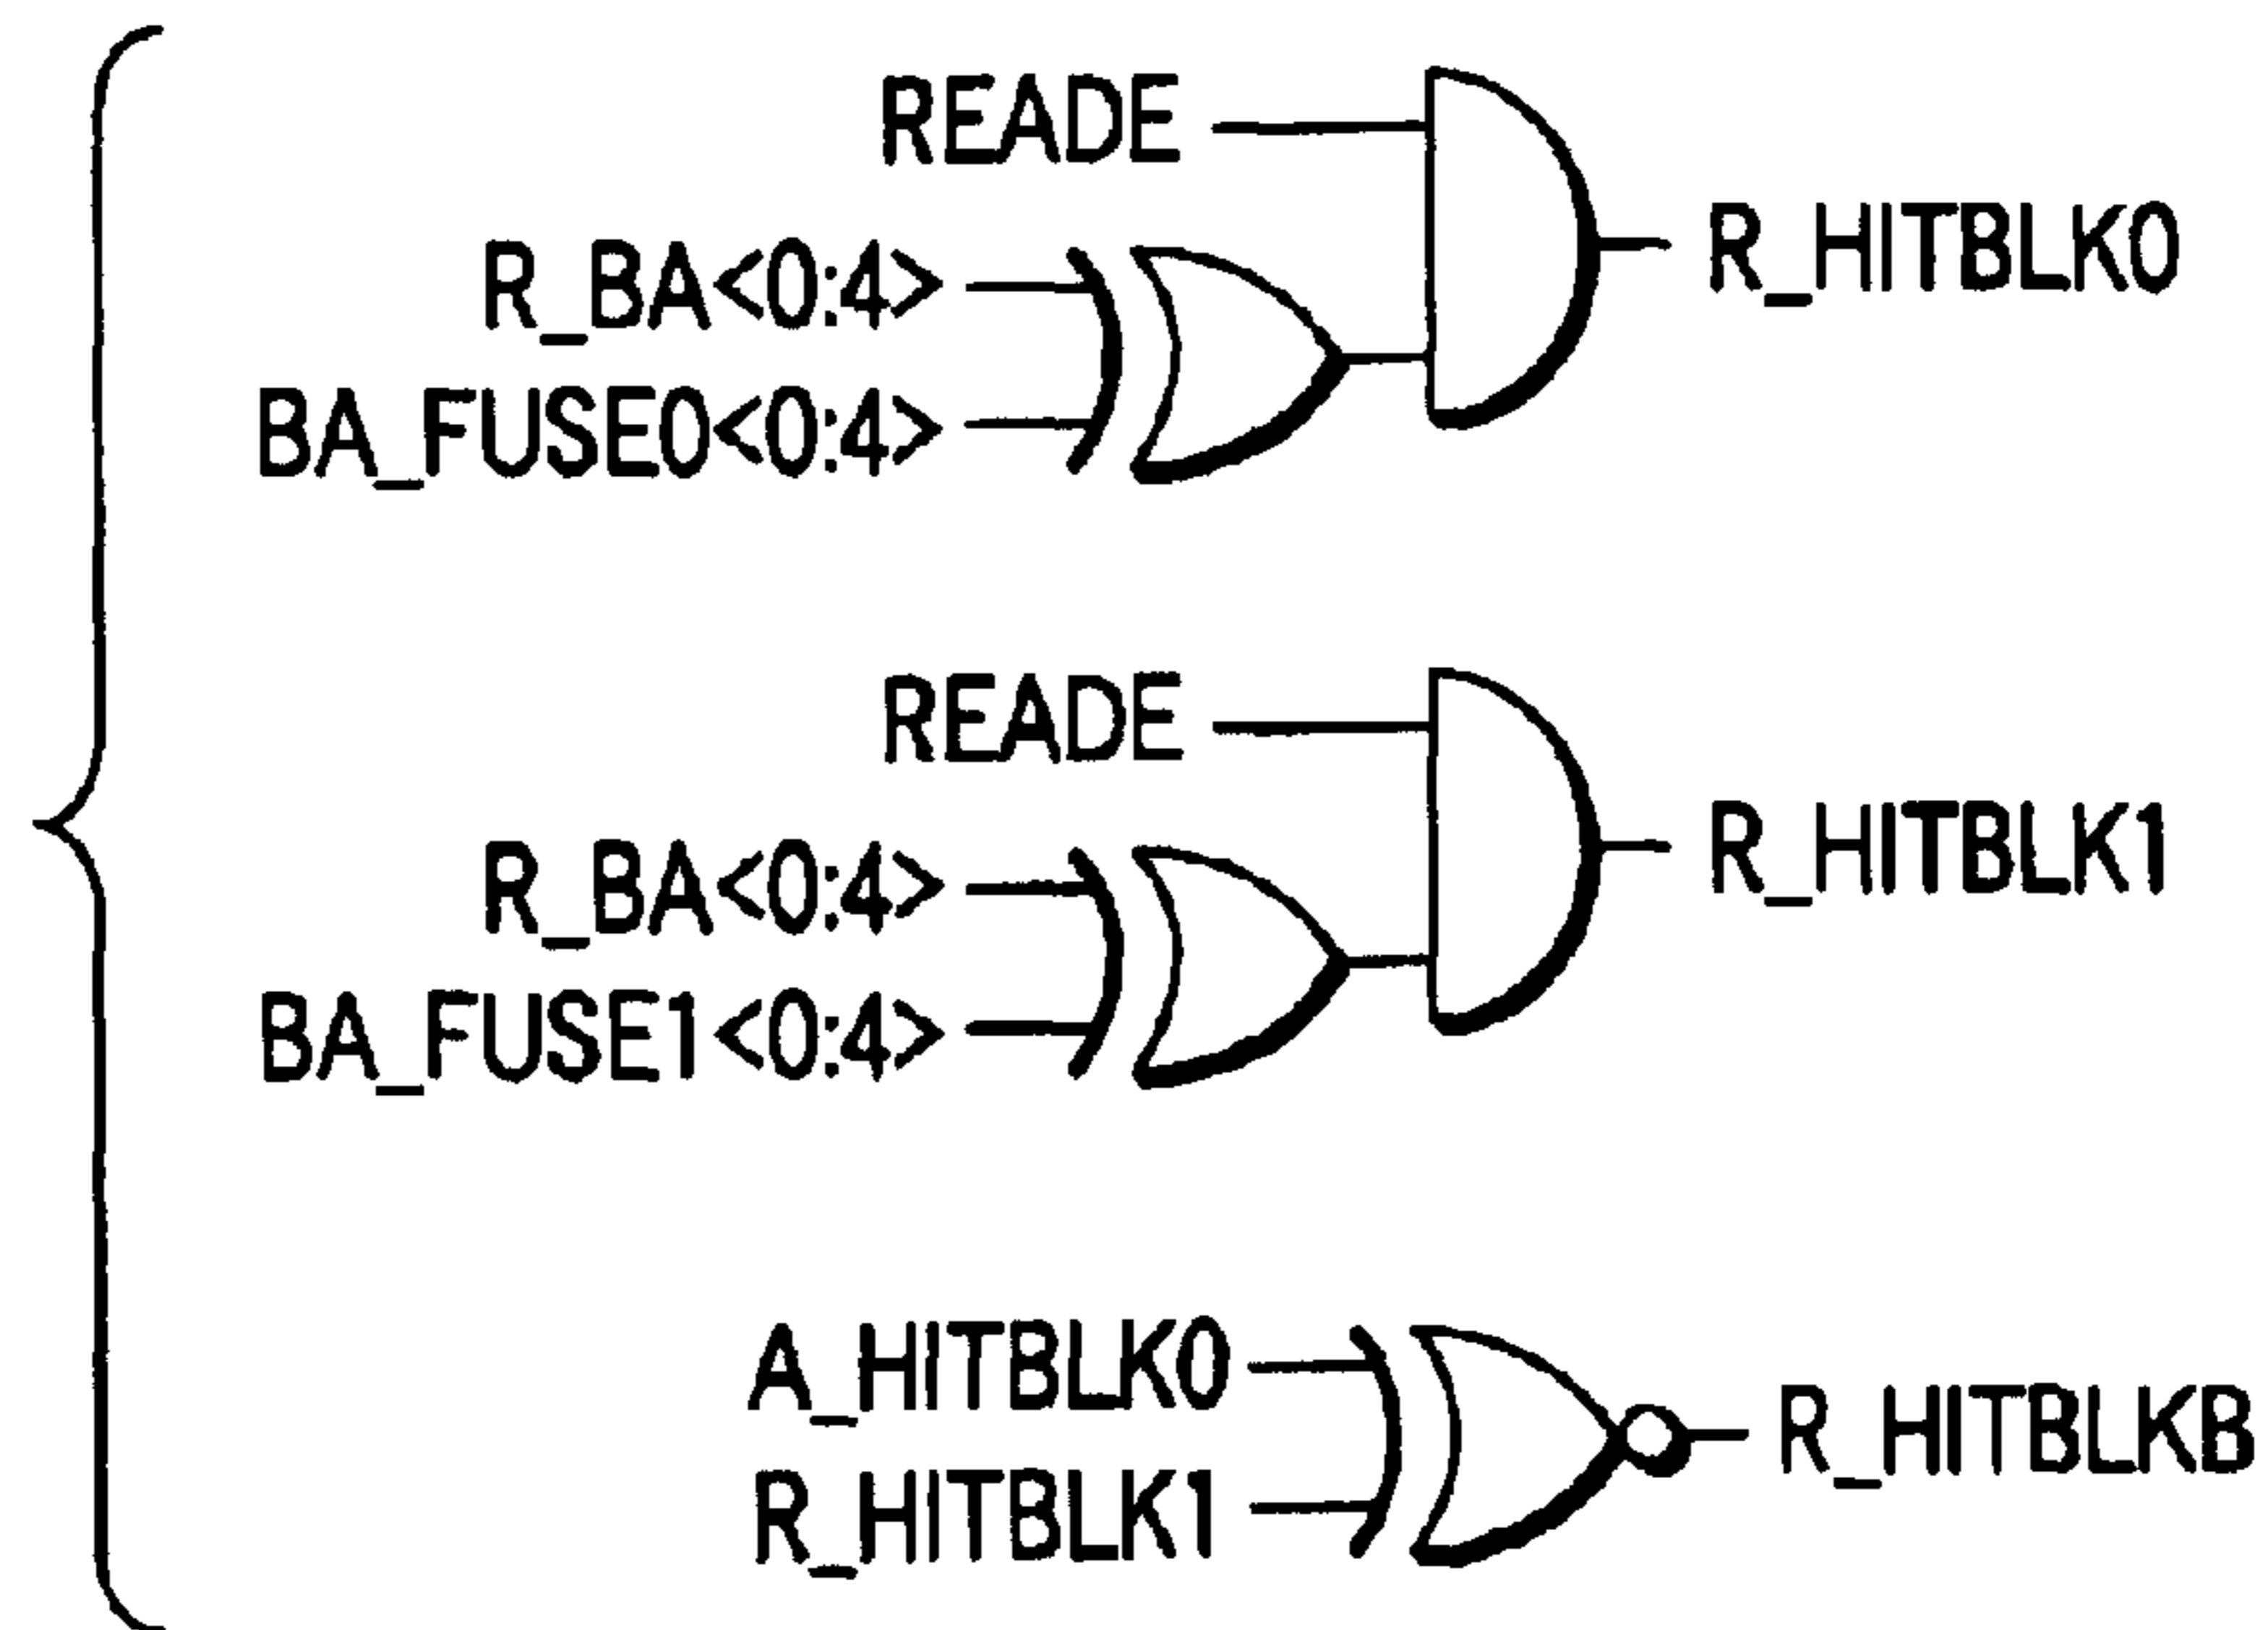 READE
R_HITBLK0
R_BA<0:4>
BA_FUSE0<0:4>
READE
R_HITBLK1
R_BA<0:4>
BA_FUSE1<0:4>
A_HITBLK0
R_HITBLKB
R_HITBLK1